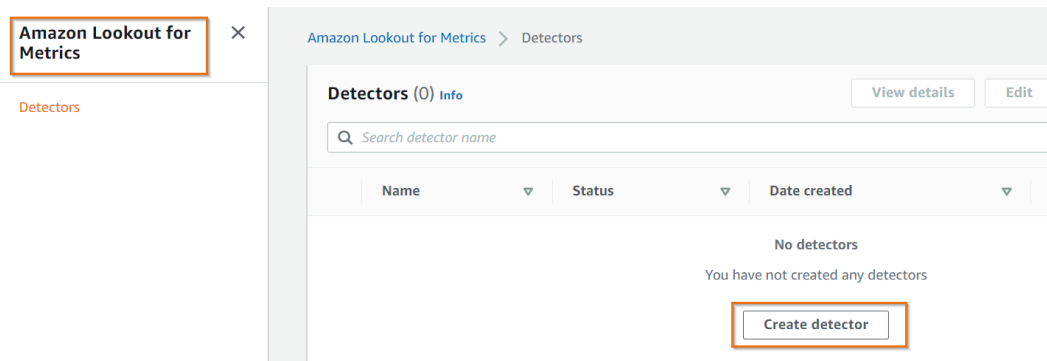 Amazon Lookout for
Metrics
Detectors
Amazon Lookout for Metrics > Detectors
Detectors (0) Info
View details
Edit
Search detector name
Name
Status
Date created
No detectors
You have not created any detectors
Create detector